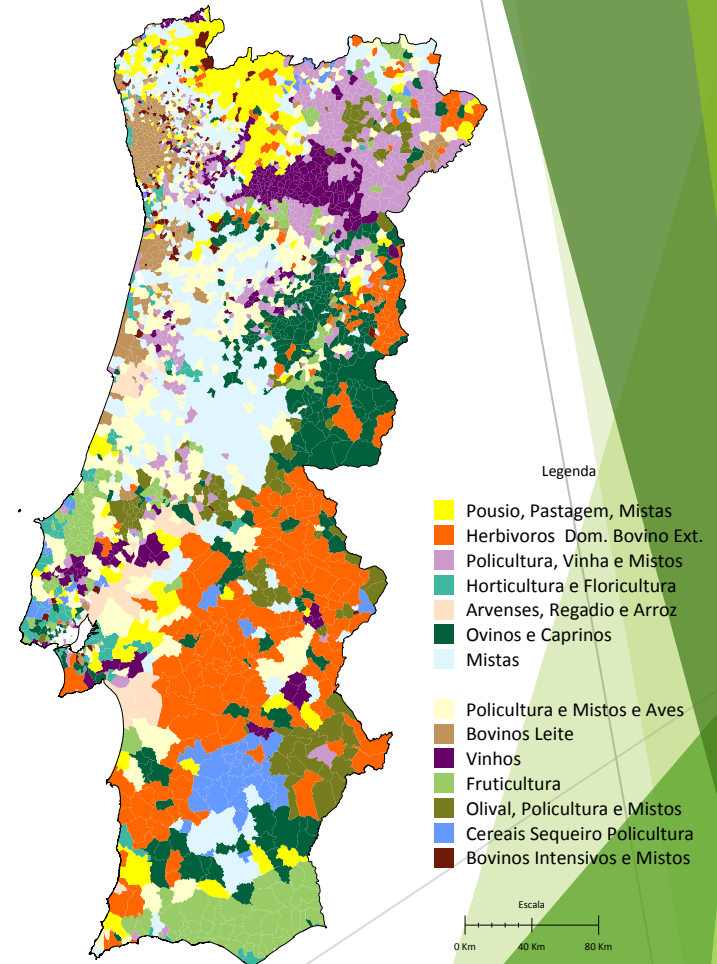 Legenda
Pousio, Pastagem, Mistas
Herbivoros Dom. Bovino Ext.
Policultura, Vinha e Mistos
Horticultura e Floricultura
Arvenses, Regadio e Arroz
Ovinos e Caprinos
Mistas
Policultura e Mistos e Aves
Bovinos Leite
Vinhos
Fruticultura
Olival, Policultura e Mistos
Cereais Sequeiro Policultura
Bovinos Intensivos e Mistos
Escala
0 Km 40 Km 80 Km